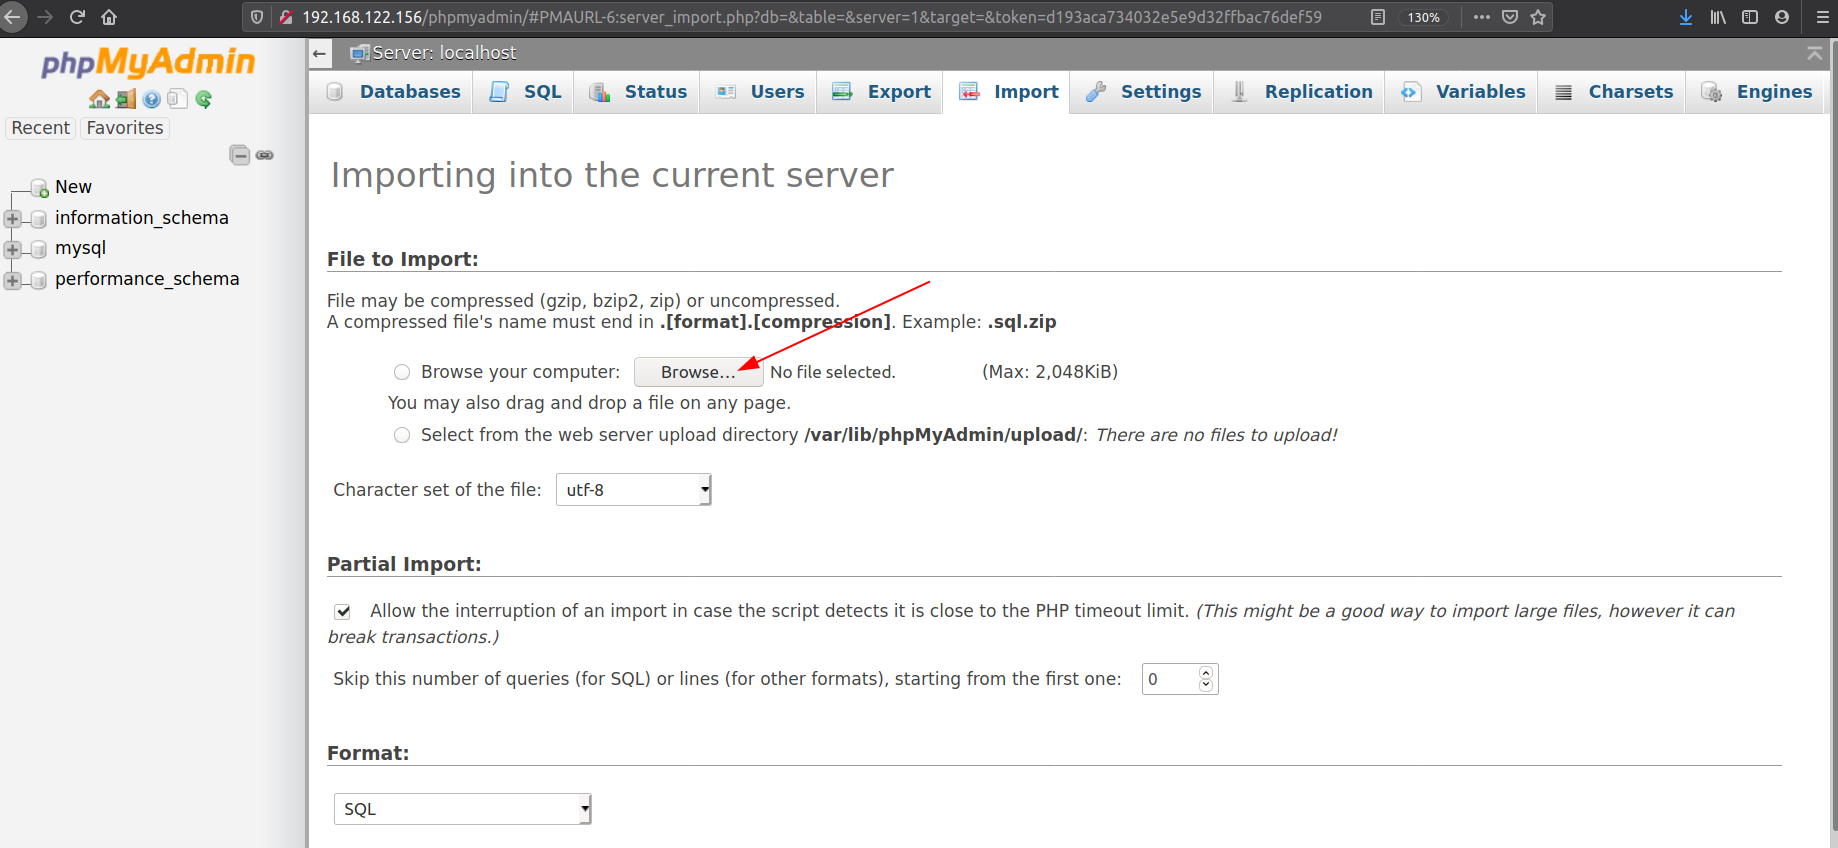 192.168.122.156/phpmyadmin/#PMAURL-6:server_import.php?db=&table=&server=1&target=&token=d193aca734032e5e9d32ffbac76def59 130%
phpMyAdmin
Recent Favorites
New
information_schema
mysql
performance_schema
Server: localhost
Databases SQL Status Users Export Import Settings Replication Variables Charsets Engines
Importing into the current server
File to Import:
File may be compressed (gzip, bzip2, zip) or uncompressed.
A compressed file's name must end in .[format].[compression]. Example: .sql.zip
Browse your computer: Browse... No file selected. (Max: 2,048KiB)
You may also drag and drop a file on any page.
Select from the web server upload directory /var/lib/phpMyAdmin/upload/: There are no files to upload!
Character set of the file: utf-8
Partial Import:
Allow the interruption of an import in case the script detects it is close to the PHP timeout limit. (This might be a good way to import large files, however it can
break transactions.)
Skip this number of queries (for SQL) or lines (for other formats), starting from the first one: 0
Format:
SQL